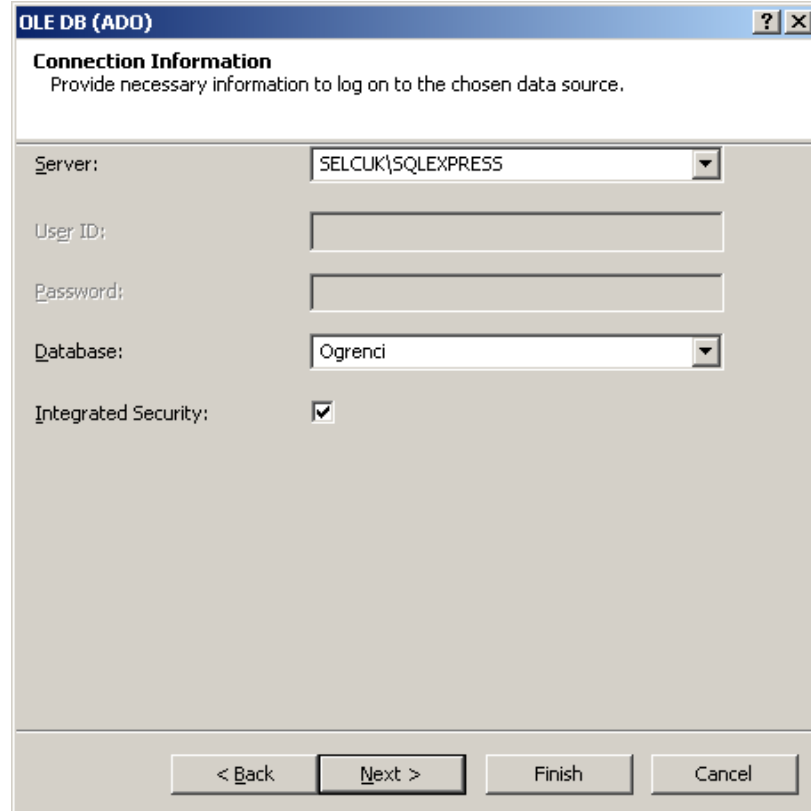 OLE DB (ADO)
Connection Information
Provide necessary information to log on to the chosen data source.
Server: SELCUK\SQLEXPRESS
User ID:
Password:
Database: Ogrenci
Integrated Security:
< Back Next > Finish Cancel